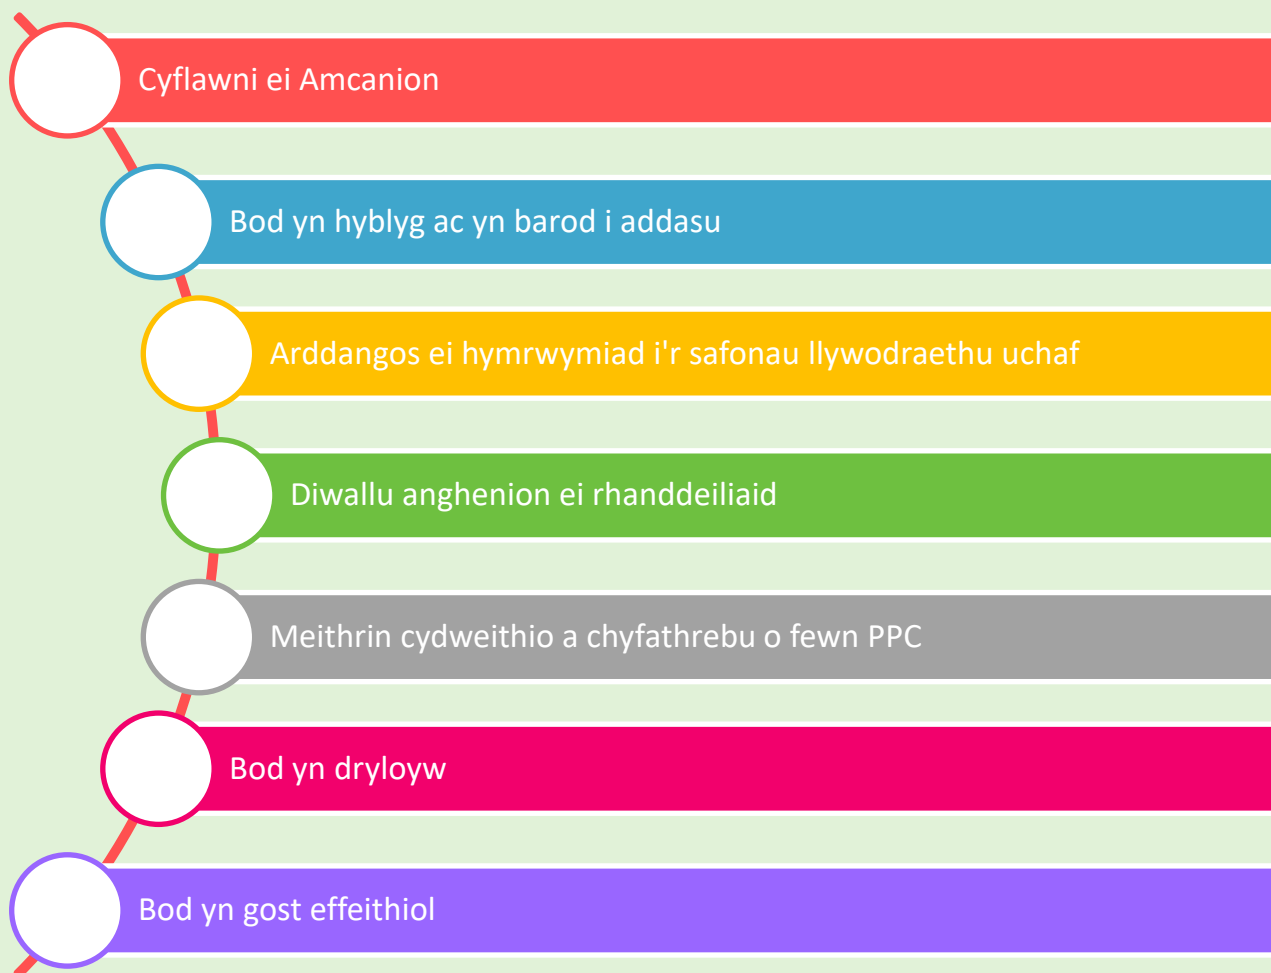 Cyflawni ei Amcanion
Bod yn hyblyg ac yn barod i addasu
Arddangos ei hymrwymiad i'r safonau llywodraethu uchaf
Diwallu anghenion ei rhanddeiliaid
Meithrin cydweithio a chyfathrebu o fewn PPC
Bod yn dryloyw
Bod yn gost effeithiol